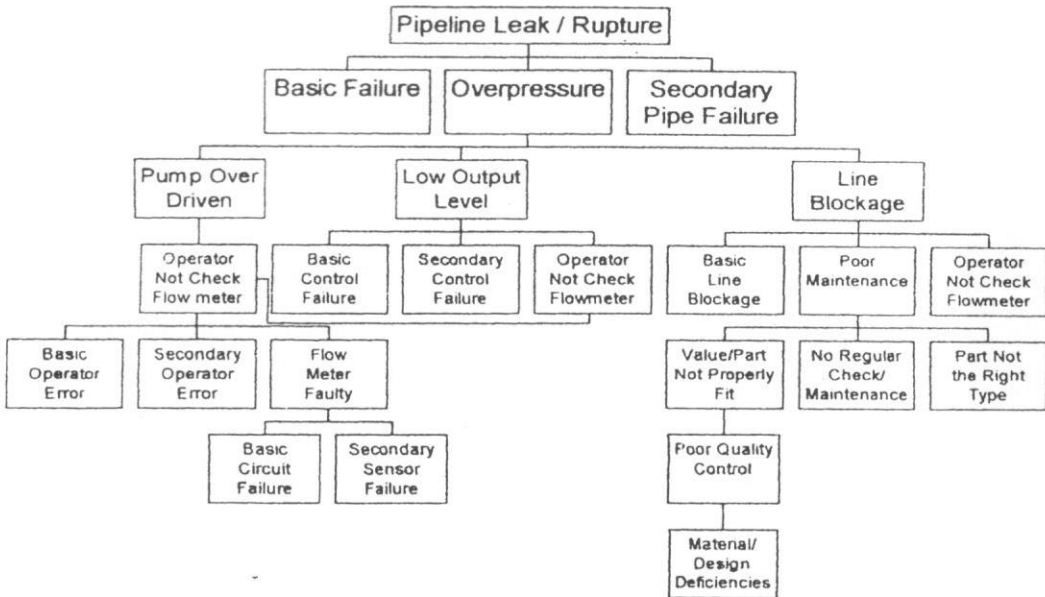 Pipeline Leak / Rupture
Basic Failure
Overpressure
Secondary
Pipe Failure
Pump Over
Driven
Low Output
Level
Line
Blockage
Operator
Not Check
Flow meter
Basic
Control
Failure
Secondary
Control
Failure
Operator
Not Check
Flowmeter
Basic
Line
Blockage
Poor
Maintenance
Operator
Not Check
Flowmeter
Basic
Operator
Error
Secondary
Operator
Error
Flow
Meter
Faulty
Value/Part
Not Properly
Fit
No Regular
Check/
Maintenance
Part Not
the Right
Type
Basic
Circuit
Failure
Secondary
Sensor
Failure
Poor Quality
Control
Material/
Design
Deficiencies